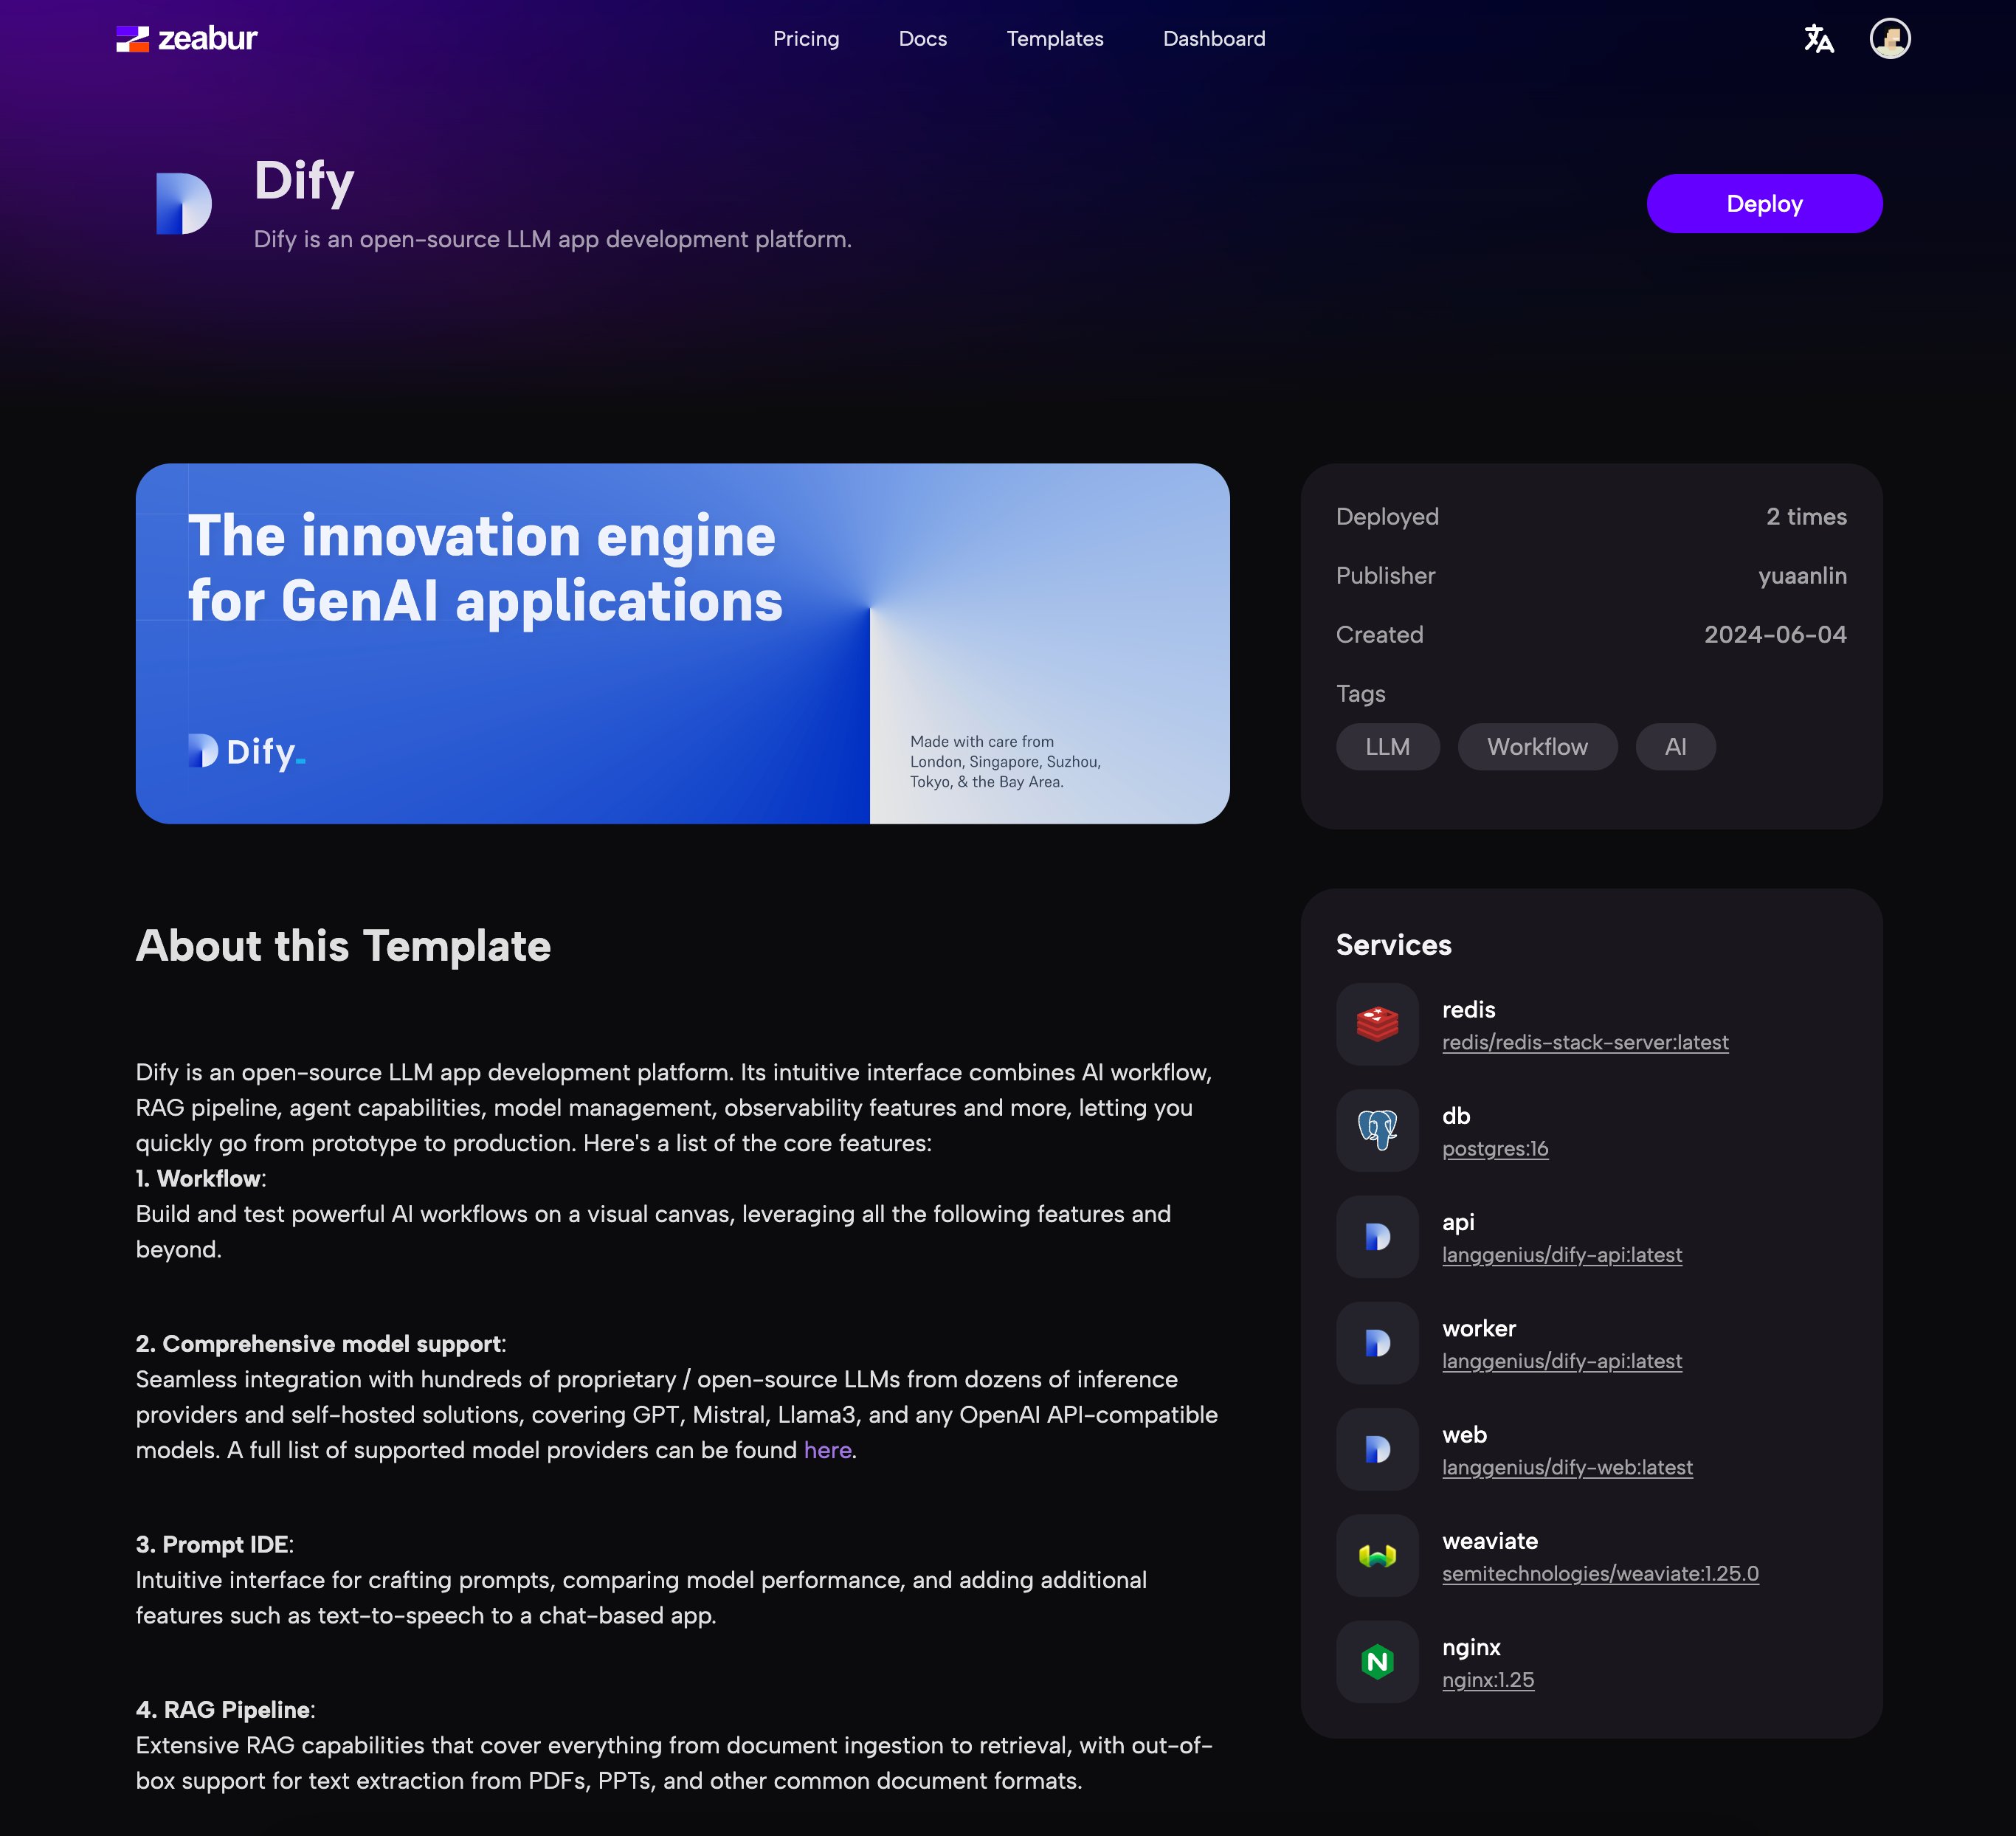 zeabur
Pricing
Docs
Templates
Dashboard
Dify
Dify is an open-source LLM app development platform.
Deploy
The innovation engine
for GenAI applications
Dify_
Made with care from
London, Singapore, Suzhou,
Tokyo, & the Bay Area.
Deployed
2 times
Publisher
yuaanlin
Created
2024-06-04
Tags
LLM
Workflow
AI
About this Template
Dify is an open-source LLM app development platform. Its intuitive interface combines AI workflow,
RAG pipeline, agent capabilities, model management, observability features and more, letting you
quickly go from prototype to production. Here's a list of the core features:
1. Workflow:
Build and test powerful AI workflows on a visual canvas, leveraging all the following features and
beyond.
2. Comprehensive model support:
Seamless integration with hundreds of proprietary / open-source LLMs from dozens of inference
providers and self-hosted solutions, covering GPT, Mistral, Llama3, and any OpenAI API-compatible
models. A full list of supported model providers can be found here.
3. Prompt IDE:
Intuitive interface for crafting prompts, comparing model performance, and adding additional
features such as text-to-speech to a chat-based app.
4. RAG Pipeline:
Extensive RAG capabilities that cover everything from document ingestion to retrieval, with out-of-
box support for text extraction from PDFs, PPTs, and other common document formats.
Services
redis
redis/redis-stack-server:latest
db
postgres:16
api
langgenius/dify-api:latest
worker
langgenius/dify-api:latest
web
langgenius/dify-web:latest
weaviate
semitechnologies/weaviate:1.25.0
nginx
nginx:1.25